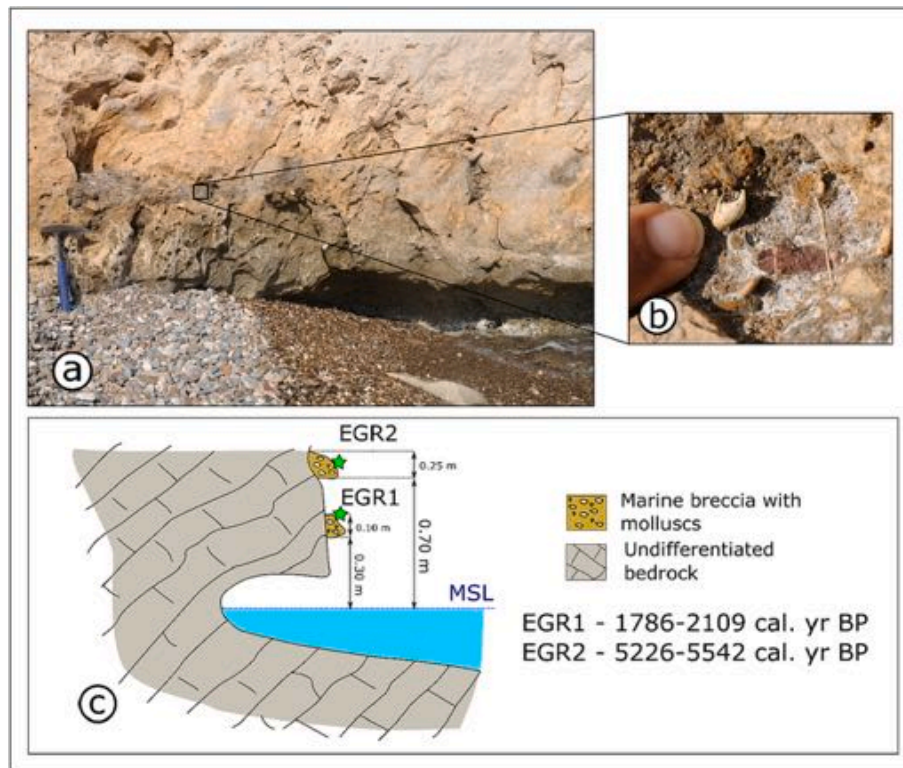 a
b
EGR2
0.25 m
EGR1
0.10 m
0.30 m
0.70 m
MSL
Marine breccia with
molluscs
Undifferentiated
bedrock
EGR1 - 1786-2109 cal. yr BP
EGR2 - 5226-5542 cal. yr BP
c